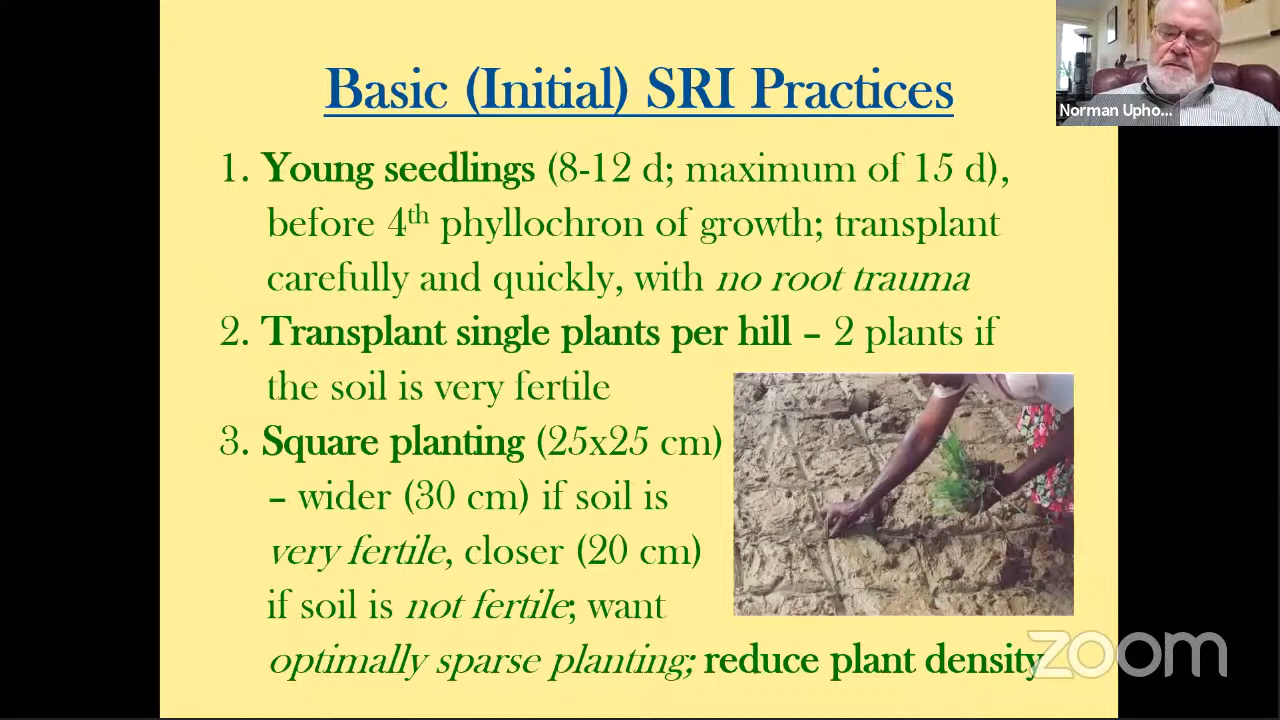 Basic (Initial) SRI Practices
Norman Upho...
1. Young seedlings (8-12 d; maximum of 15 d),
before 4th phyllochron of growth; transplant
carefully and quickly, with no root trauma
2. Transplant single plants per hill – 2 plants if
the soil is very fertile
3. Square planting (25x25 cm)
– wider (30 cm) if soil is
very fertile, closer (20 cm)
if soil is not fertile; want
optimally sparse planting; reduce plant density
zoom